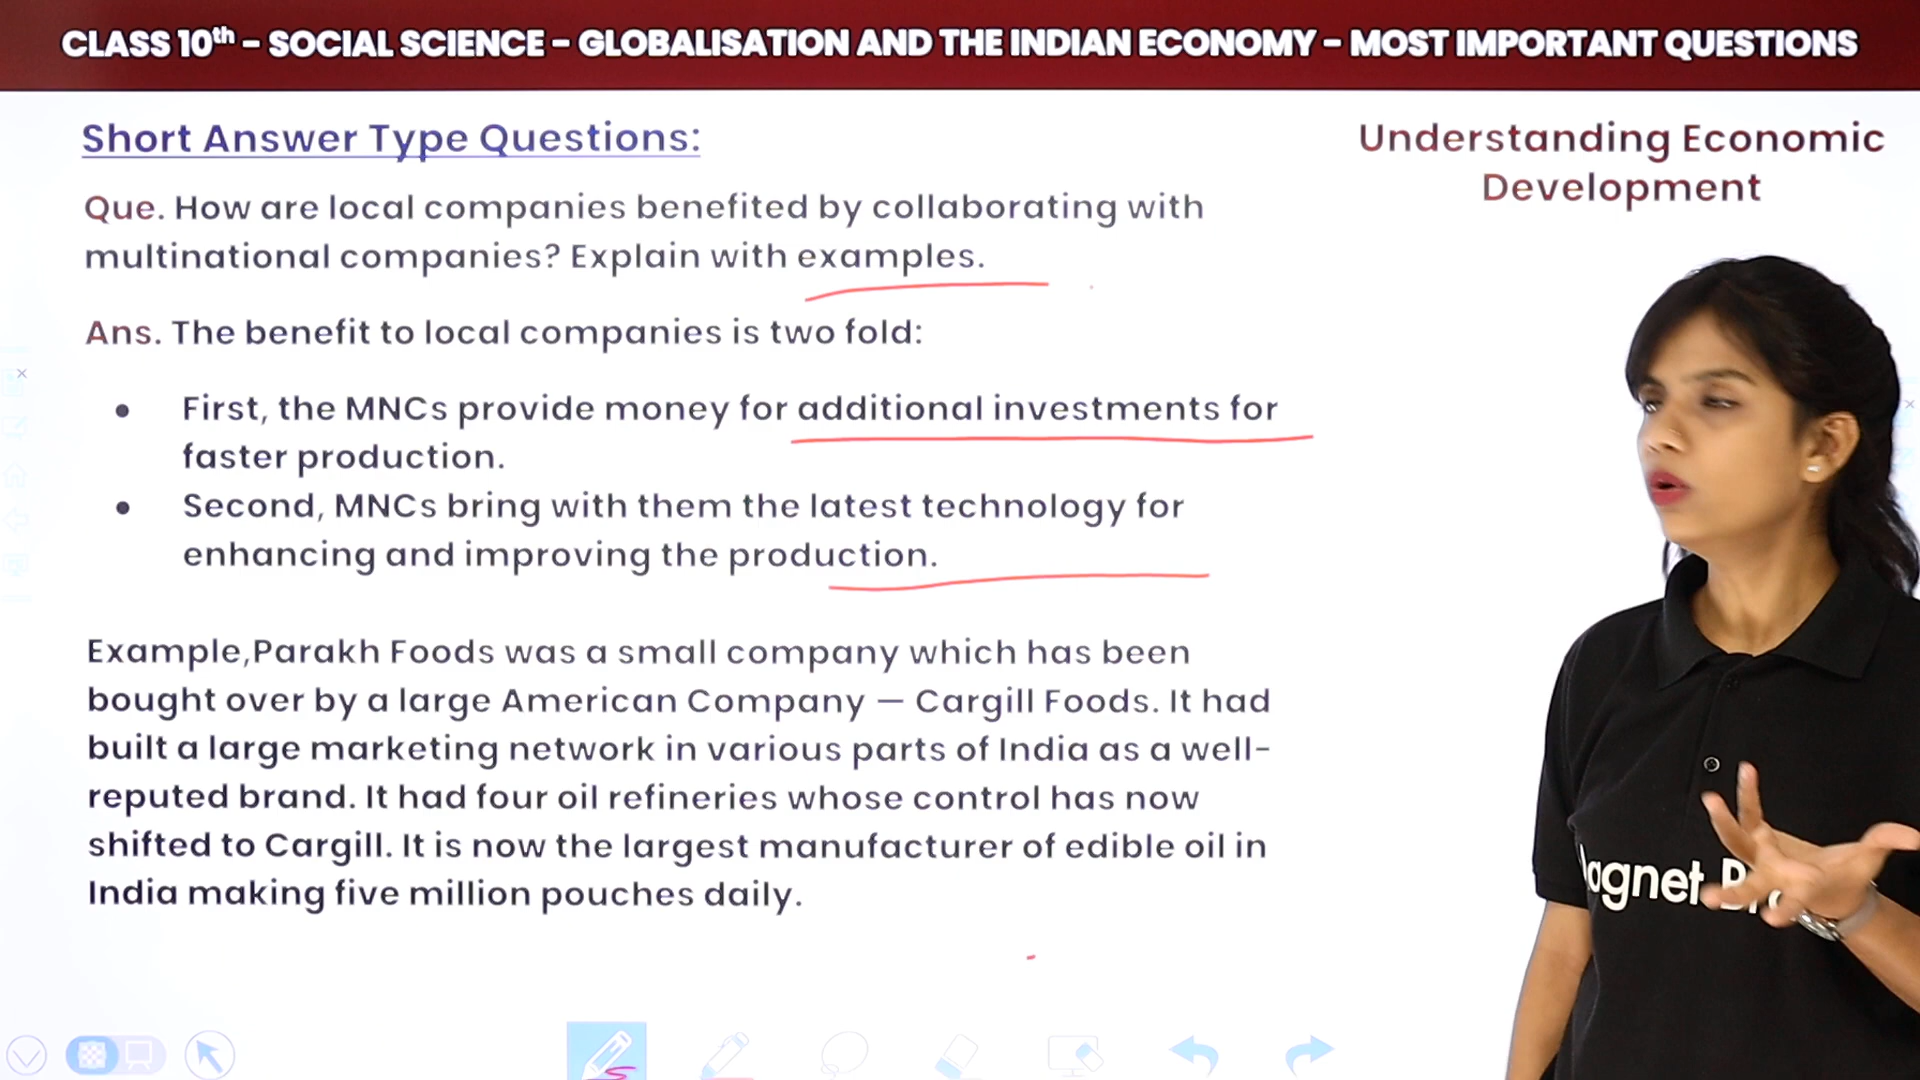 CLASS 10th – SOCIAL SCIENCE – GLOBALISATION AND THE INDIAN ECONOMY – MOST IMPORTANT QUESTIONS
Short Answer Type Questions:
Understanding Economic
Development
Que. How are local companies benefited by collaborating with
multinational companies? Explain with examples.
Ans. The benefit to local companies is two fold:
• First, the MNCs provide money for additional investments for
faster production.
• Second, MNCs bring with them the latest technology for
enhancing and improving the production.
Example,Parakh Foods was a small company which has been
bought over by a large American Company – Cargill Foods. It had
built a large marketing network in various parts of India as a well-
reputed brand. It had four oil refineries whose control has now
shifted to Cargill. It is now the largest manufacturer of edible oil in
India making five million pouches daily.